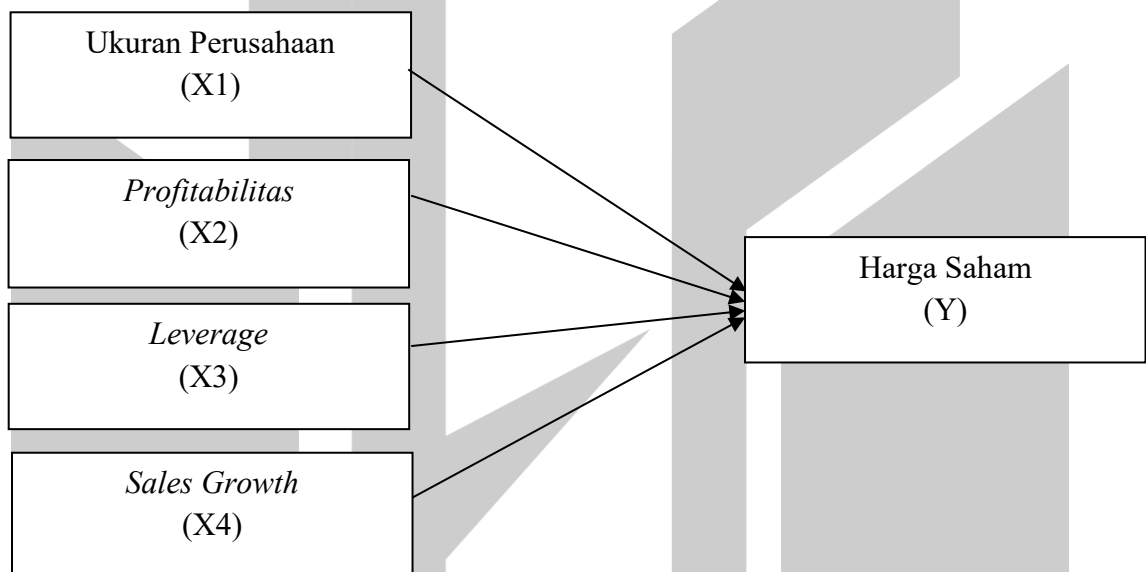 Ukuran Perusahaan
(X1)
Profitabilitas
(X2)
Leverage
(X3)
Sales Growth
(X4)
Harga Saham
(Y)